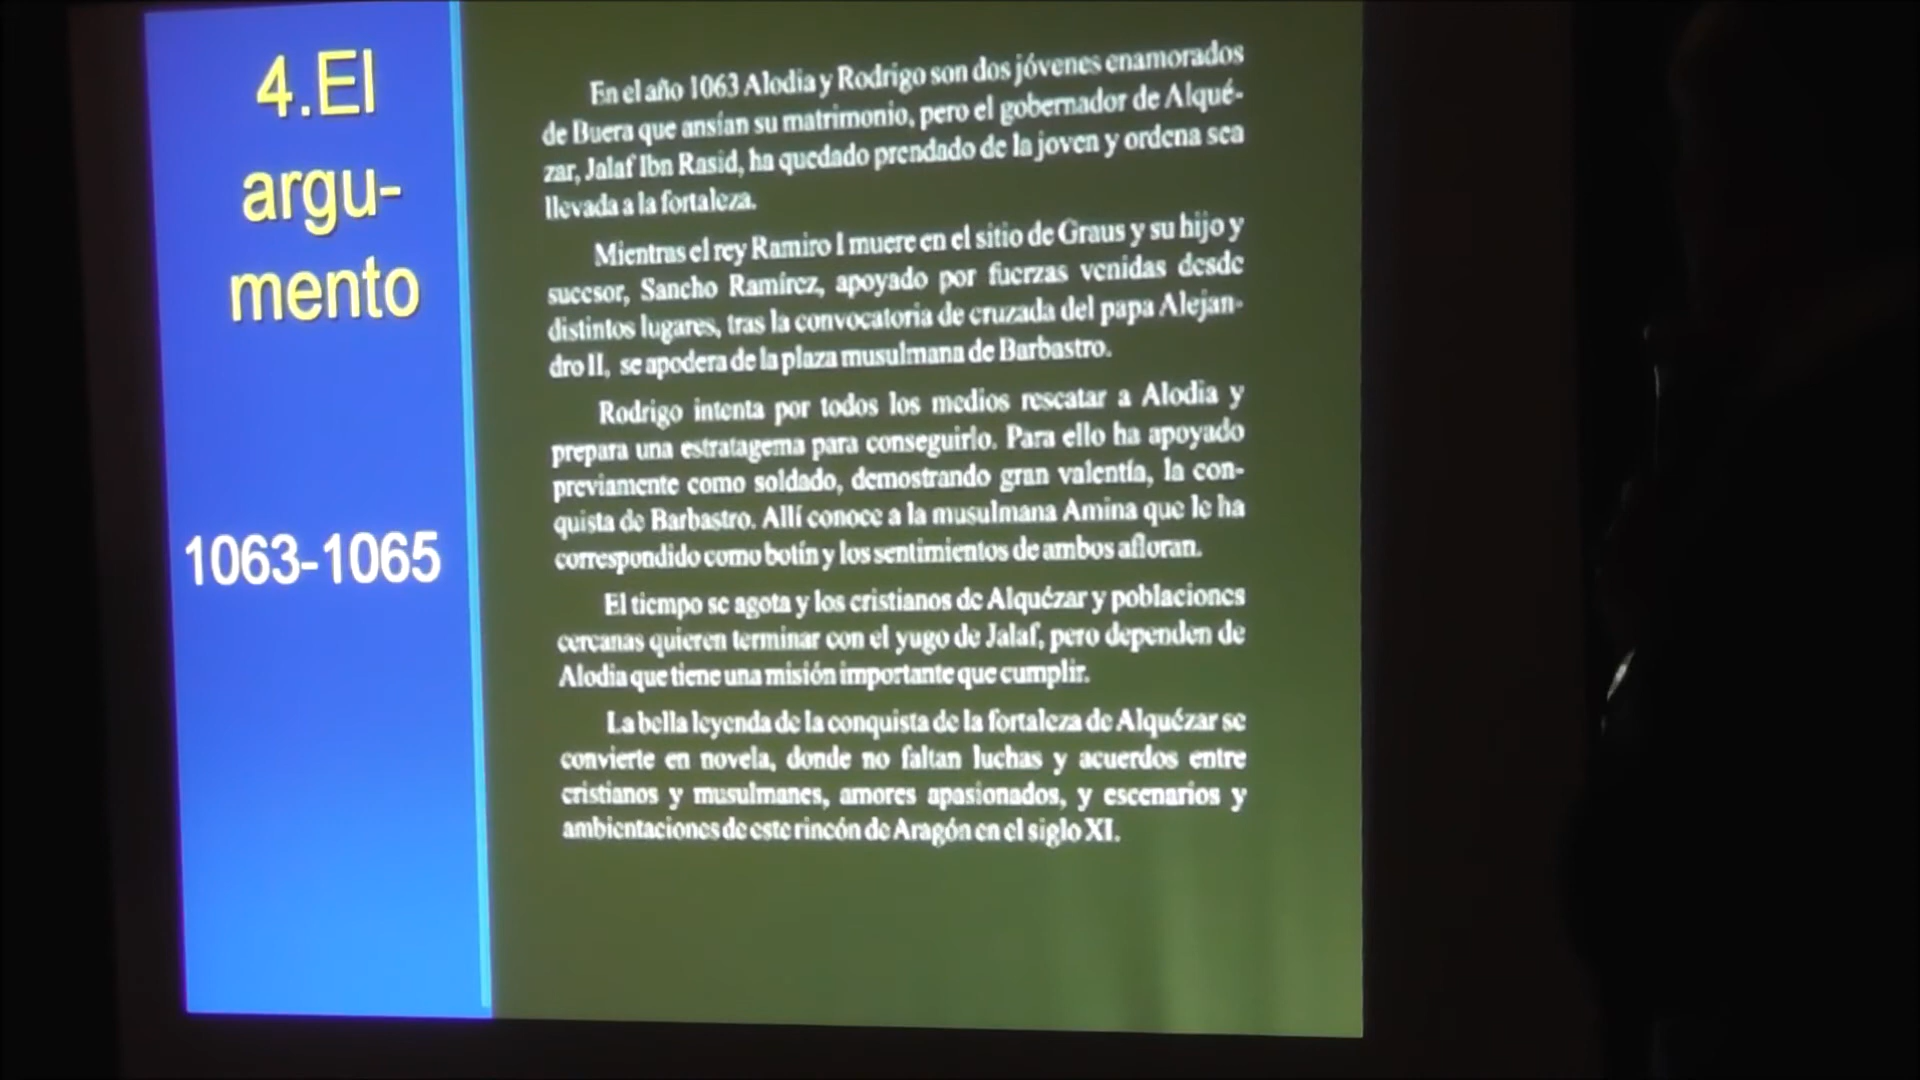 4.El
argu-
mento
1063-1065
En el año 1063 Alodia y Rodrigo son dos jóvenes enamorados
de Buera que ansían su matrimonio, pero el gobernador de Alqué-
zar, Jalaf Ibn Rasid, ha quedado prendado de la joven y ordena sea
llevada a la fortaleza.
Mientras el rey Ramiro I muere en el sitio de Graus y su hijo y
sucesor, Sancho Ramírez, apoyado por fuerzas venidas desde
distintos lugares, tras la convocatoria de cruzada del papa Alejan-
dro II, se apodera de la plaza musulmana de Barbastro.
Rodrigo intenta por todos los medios rescatar a Alodia y
prepara una estratagema para conseguirlo. Para ello ha apoyado
previamente como soldado, demostrando gran valentía, la con-
quista de Barbastro. Allí conoce a la musulmana Amina que le ha
correspondido como botín y los sentimientos de ambos afloran.
El tiempo se agota y los cristianos de Alquézar y poblaciones
cercanas quieren terminar con el yugo de Jalaf, pero dependen de
Alodia que tiene una misión importante que cumplir.
La bella leyenda de la conquista de la fortaleza de Alquézar se
convierte en novela, donde no faltan luchas y acuerdos entre
cristianos y musulmanes, amores apasionados, y escenarios y
ambientaciones de este rincón de Aragón en el siglo XI.